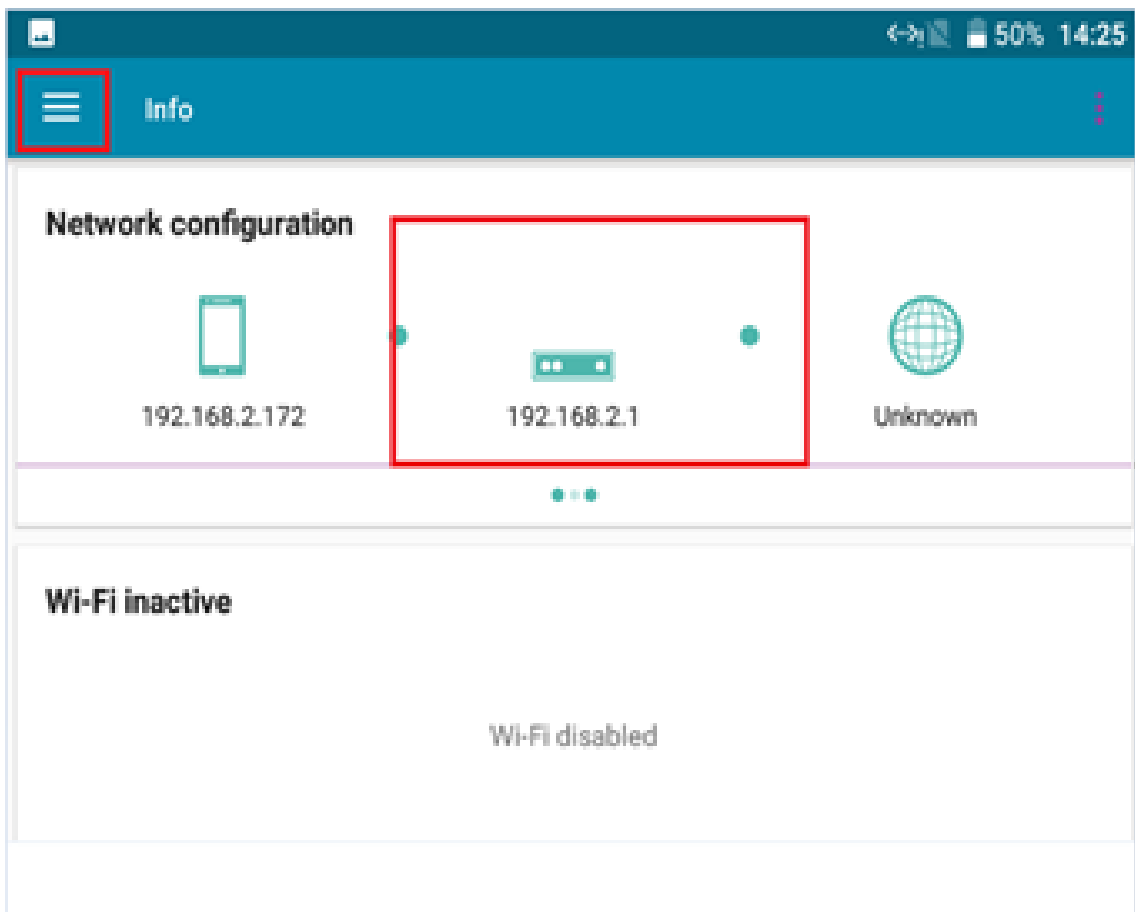 50% 14:25
Info
Network configuration
192.168.2.172 192.168.2.1 Unknown
Wi-Fi inactive
Wi-Fi disabled